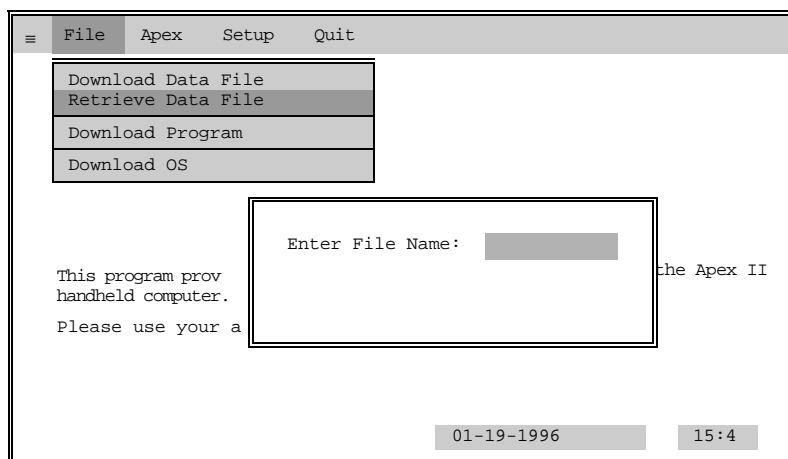 ≡ File Apex Setup Quit
Download Data File
Retrieve Data File
Download Program
Download OS
Enter File Name:
This program prov the Apex II
handheld computer.
Please use your a
01-19-1996 15:4